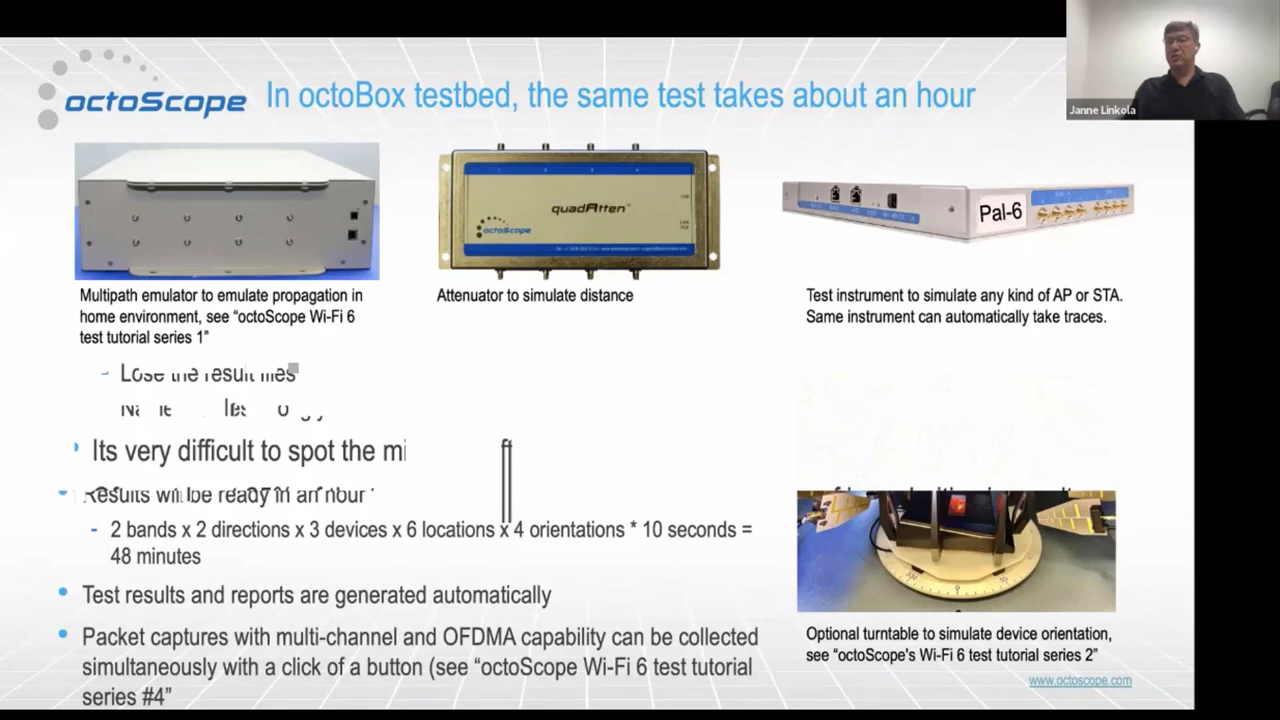 Janne Linkola
octoScope
In octoBox testbed, the same test takes about an hour
quadAtten™
octoScope
Pal-6
Multipath emulator to emulate propagation in
home environment, see “octoScope Wi-Fi 6
test tutorial series 1”
Attenuator to simulate distance
Test instrument to simulate any kind of AP or STA.
Same instrument can automatically take traces.
- Lose the result files
Its very difficult to spot the mi
Results will be ready in an hour
- 2 bands x 2 directions x 3 devices x 6 locations x 4 orientations * 10 seconds =
48 minutes
• Test results and reports are generated automatically
• Packet captures with multi-channel and OFDMA capability can be collected
simultaneously with a click of a button (see “octoScope Wi-Fi 6 test tutorial
series #4”
Optional turntable to simulate device orientation,
see “octoScope's Wi-Fi 6 test tutorial series 2”
www.octoscope.com